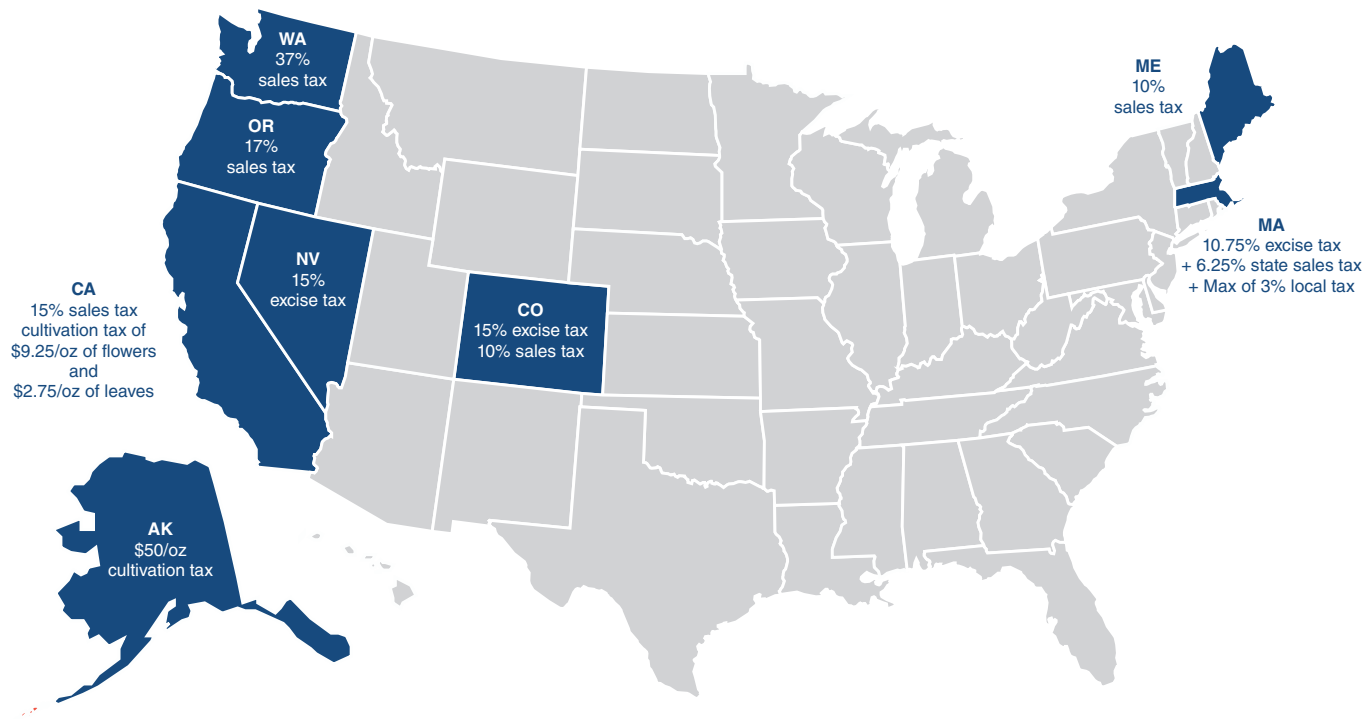 WA
37%
sales tax
OR
17%
sales tax
ME
10%
sales tax
MA
10.75% excise tax
+ 6.25% state sales tax
+ Max of 3% local tax
NV
15%
excise tax
CA
15% sales tax
cultivation tax of
$9.25/oz of flowers
and
$2.75/oz of leaves
CO
15% excise tax
10% sales tax
AK
$50/oz
cultivation tax